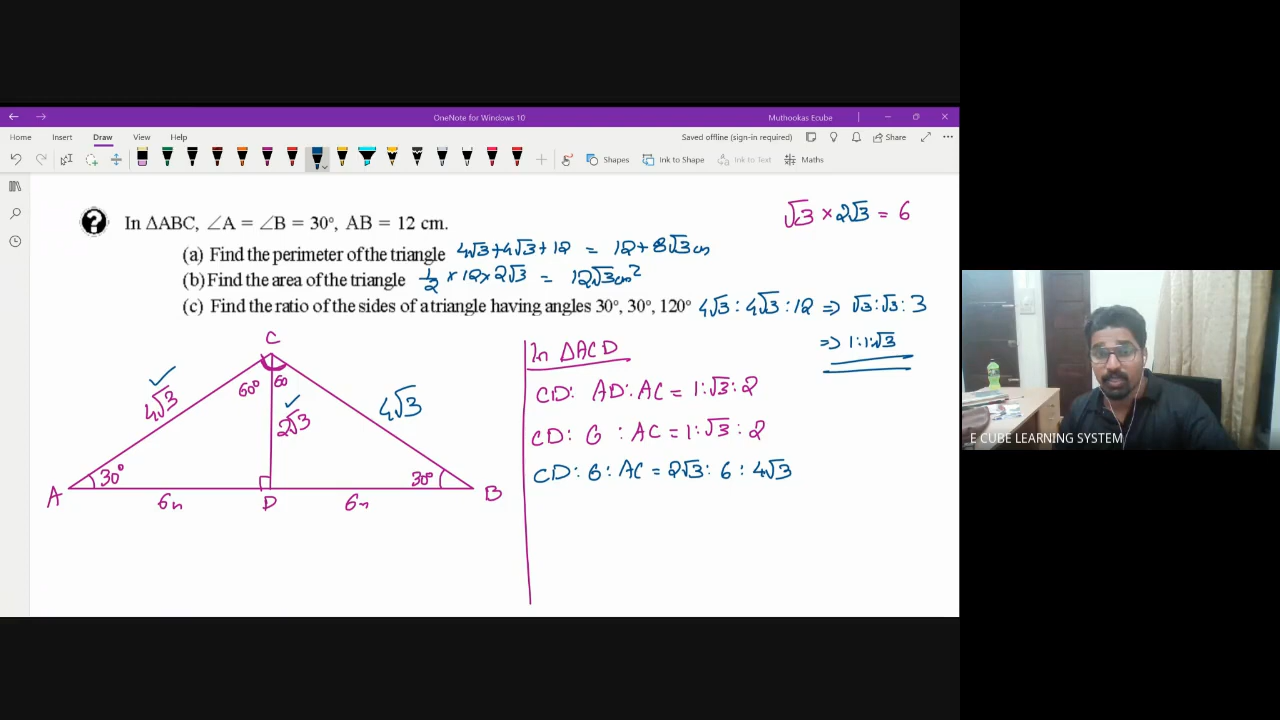 OneNote for Windows 10
Muthookas Ecube
Home Insert Draw View Help
Saved offline (sign-in required)
Share
Shapes
Ink to Shape
Ink to Text
Maths
√3 × 2√3 = 6
In ΔABC, ∠A = ∠B = 30°, AB = 12 cm.
(a) Find the perimeter of the triangle 4√3+4√3+12 = 12+8√3cm
(b) Find the area of the triangle 1/2 × 12 × 2√3 = 12√3cm²
(c) Find the ratio of the sides of a triangle having angles 30°, 30°, 120° 4√3 : 4√3 : 12 ⇒ √3 : √3 : 3
⇒ 1:1:√3
C
60° 60
4√3
2√3
4√3
30°
30°
A
D
B
6
6
In ΔACD
CD: AD: AC = 1:√3:2
CD: 6 : AC = 1:√3:2
CD: 6: AC = 2√3: 6 : 4√3
E CUBE LEARNING SYSTEM